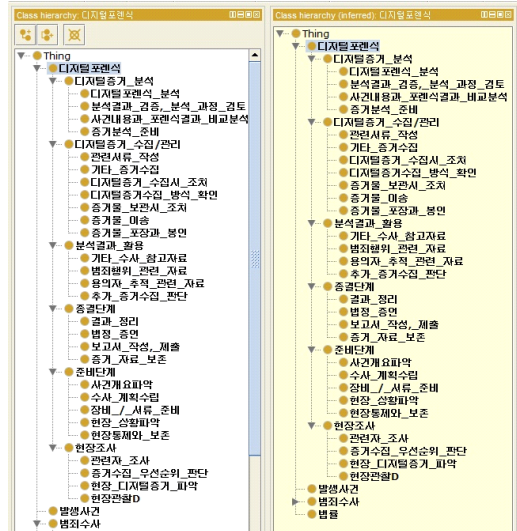 Class hierarchy: 디지털포렌식
Thing
디지털포렌식
디지털증거_분석
디지털포렌식_분석
분석결과_검증,_분석_과정_검토
사건내용과_포렌식결과_비교분석
증거분석_준비
디지털증거_수집/관리
관련서류_작성
기타_증거수집
디지털증거_수집시_조치
디지털증거수집_방식_확인
증거물_보관시_조치
증거물_이송
증거물_포장과_봉인
분석결과_활용
기타_수사_참고자료
범죄행위_관련_자료
용의자_추적_관련_자료
추가_증거수집_판단
종결단계
결과_정리
법정_증언
보고서_작성,_제출
증거_자료_보존
준비단계
사건개요파악
수사_계획수립
장비_/_서류_준비
현장_상황파악
현장통제와_보존
현장조사
관련자_조사
증거수집_우선순위_판단
현장_디지털증거_파악
현장관찰D
발생사건
범죄수사
Class hierarchy (inferred): 디지털포렌식
Thing
디지털포렌식
디지털증거_분석
디지털포렌식_분석
분석결과_검증,_분석_과정_검토
사건내용과_포렌식결과_비교분석
증거분석_준비
디지털증거_수집/관리
관련서류_작성
기타_증거수집
디지털증거_수집시_조치
디지털증거수집_방식_확인
증거물_보관시_조치
증거물_이송
증거물_포장과_봉인
분석결과_활용
기타_수사_참고자료
범죄행위_관련_자료
용의자_추적_관련_자료
추가_증거수집_판단
종결단계
결과_정리
법정_증언
보고서_작성,_제출
증거_자료_보존
준비단계
사건개요파악
수사_계획수립
장비_/_서류_준비
현장_상황파악
현장통제와_보존
현장조사
관련자_조사
증거수집_우선순위_판단
현장_디지털증거_파악
현장관찰D
발생사건
범죄수사
법률